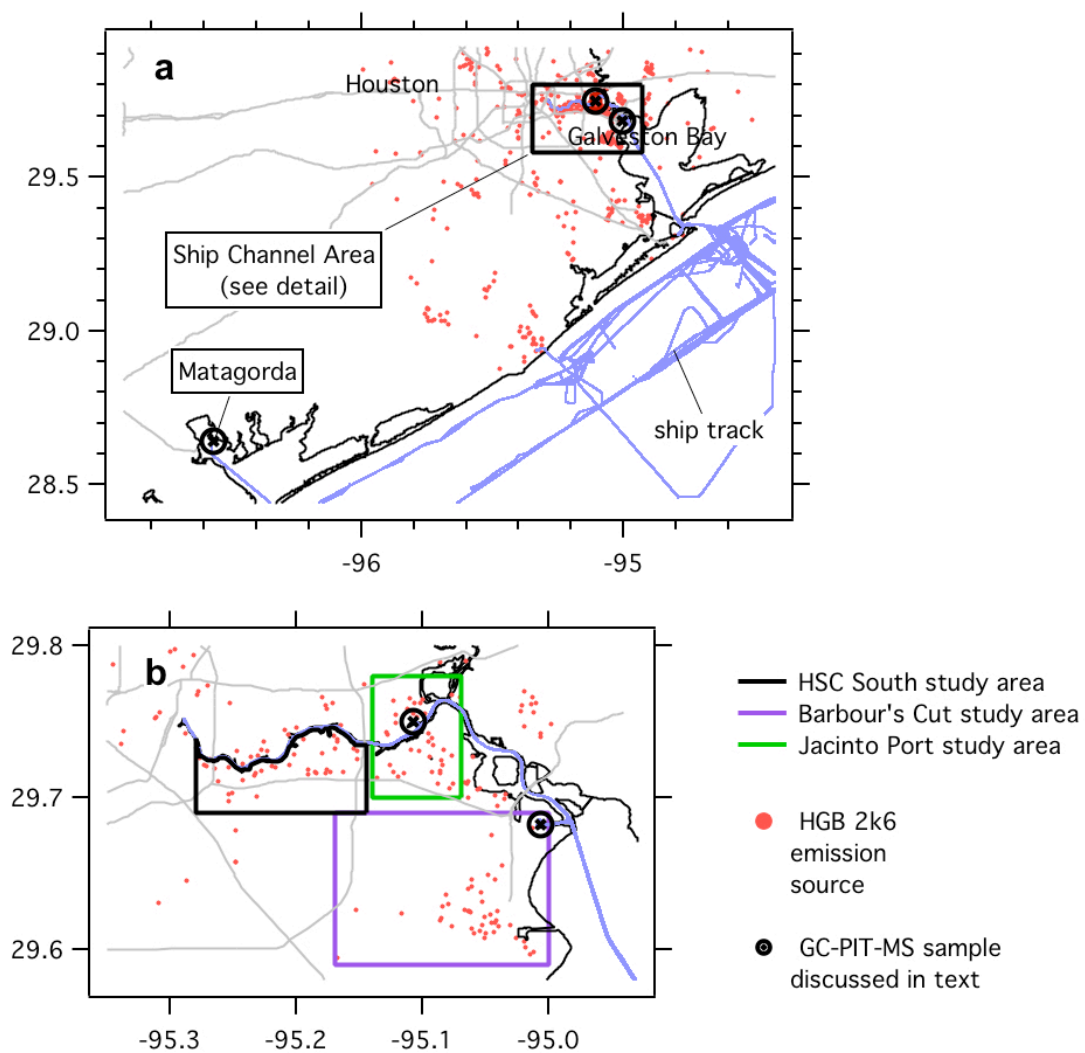 a
Houston
Galveston Bay
29.5
Ship Channel Area
(see detail)
29.0
Matagorda
ship track
28.5
-96
-95
29.8
b
HSC South study area
Barbour's Cut study area
Jacinto Port study area
29.7
HGB 2k6
emission
source
29.6
GC-PIT-MS sample
discussed in text
-95.3
-95.2
-95.1
-95.0